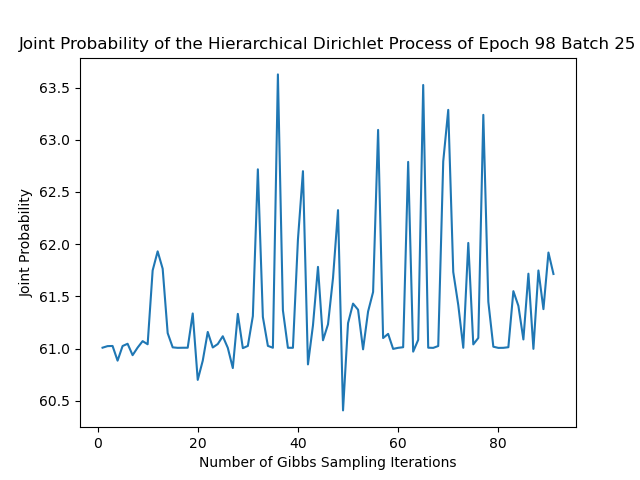 Joint Probability of the Hierarchical Dirichlet Process of Epoch 98 Batch 25
63.5
63.0
62.5
62.0
61.5
61.0
60.5
Joint Probability
0 20 40 60 80
Number of Gibbs Sampling Iterations